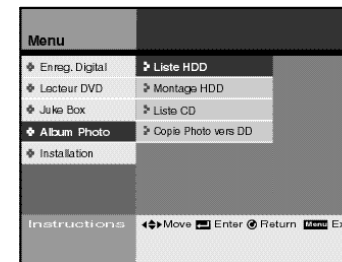 Menu
Enreg. Digital
Liste HDD
Lecteur DVD
Montage HDD
Juke Box
Liste CD
Album Photo
Copie Photo vers DD
Installation
Instructions Move Enter Return Menu